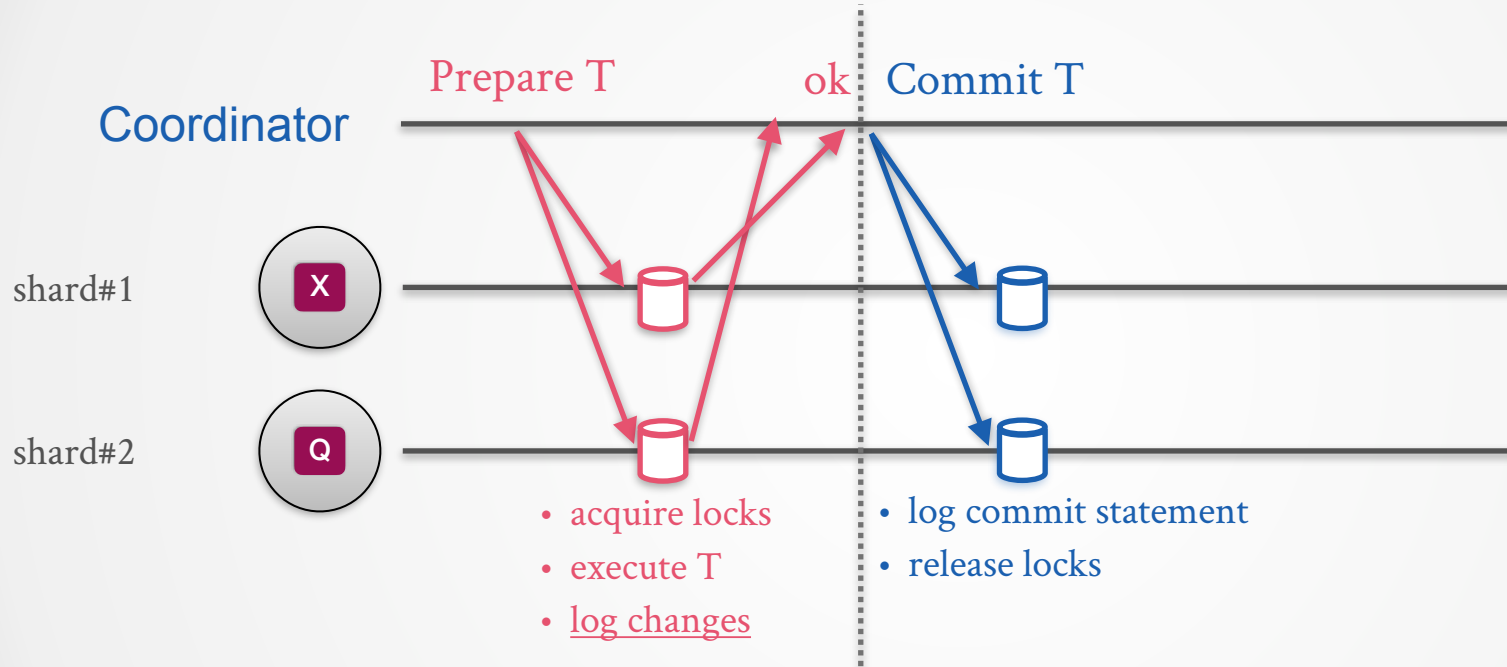 Prepare T
ok
Commit T
Coordinator
shard#1
X
shard#2
Q
• acquire locks
• execute T
• log changes
• log commit statement
• release locks